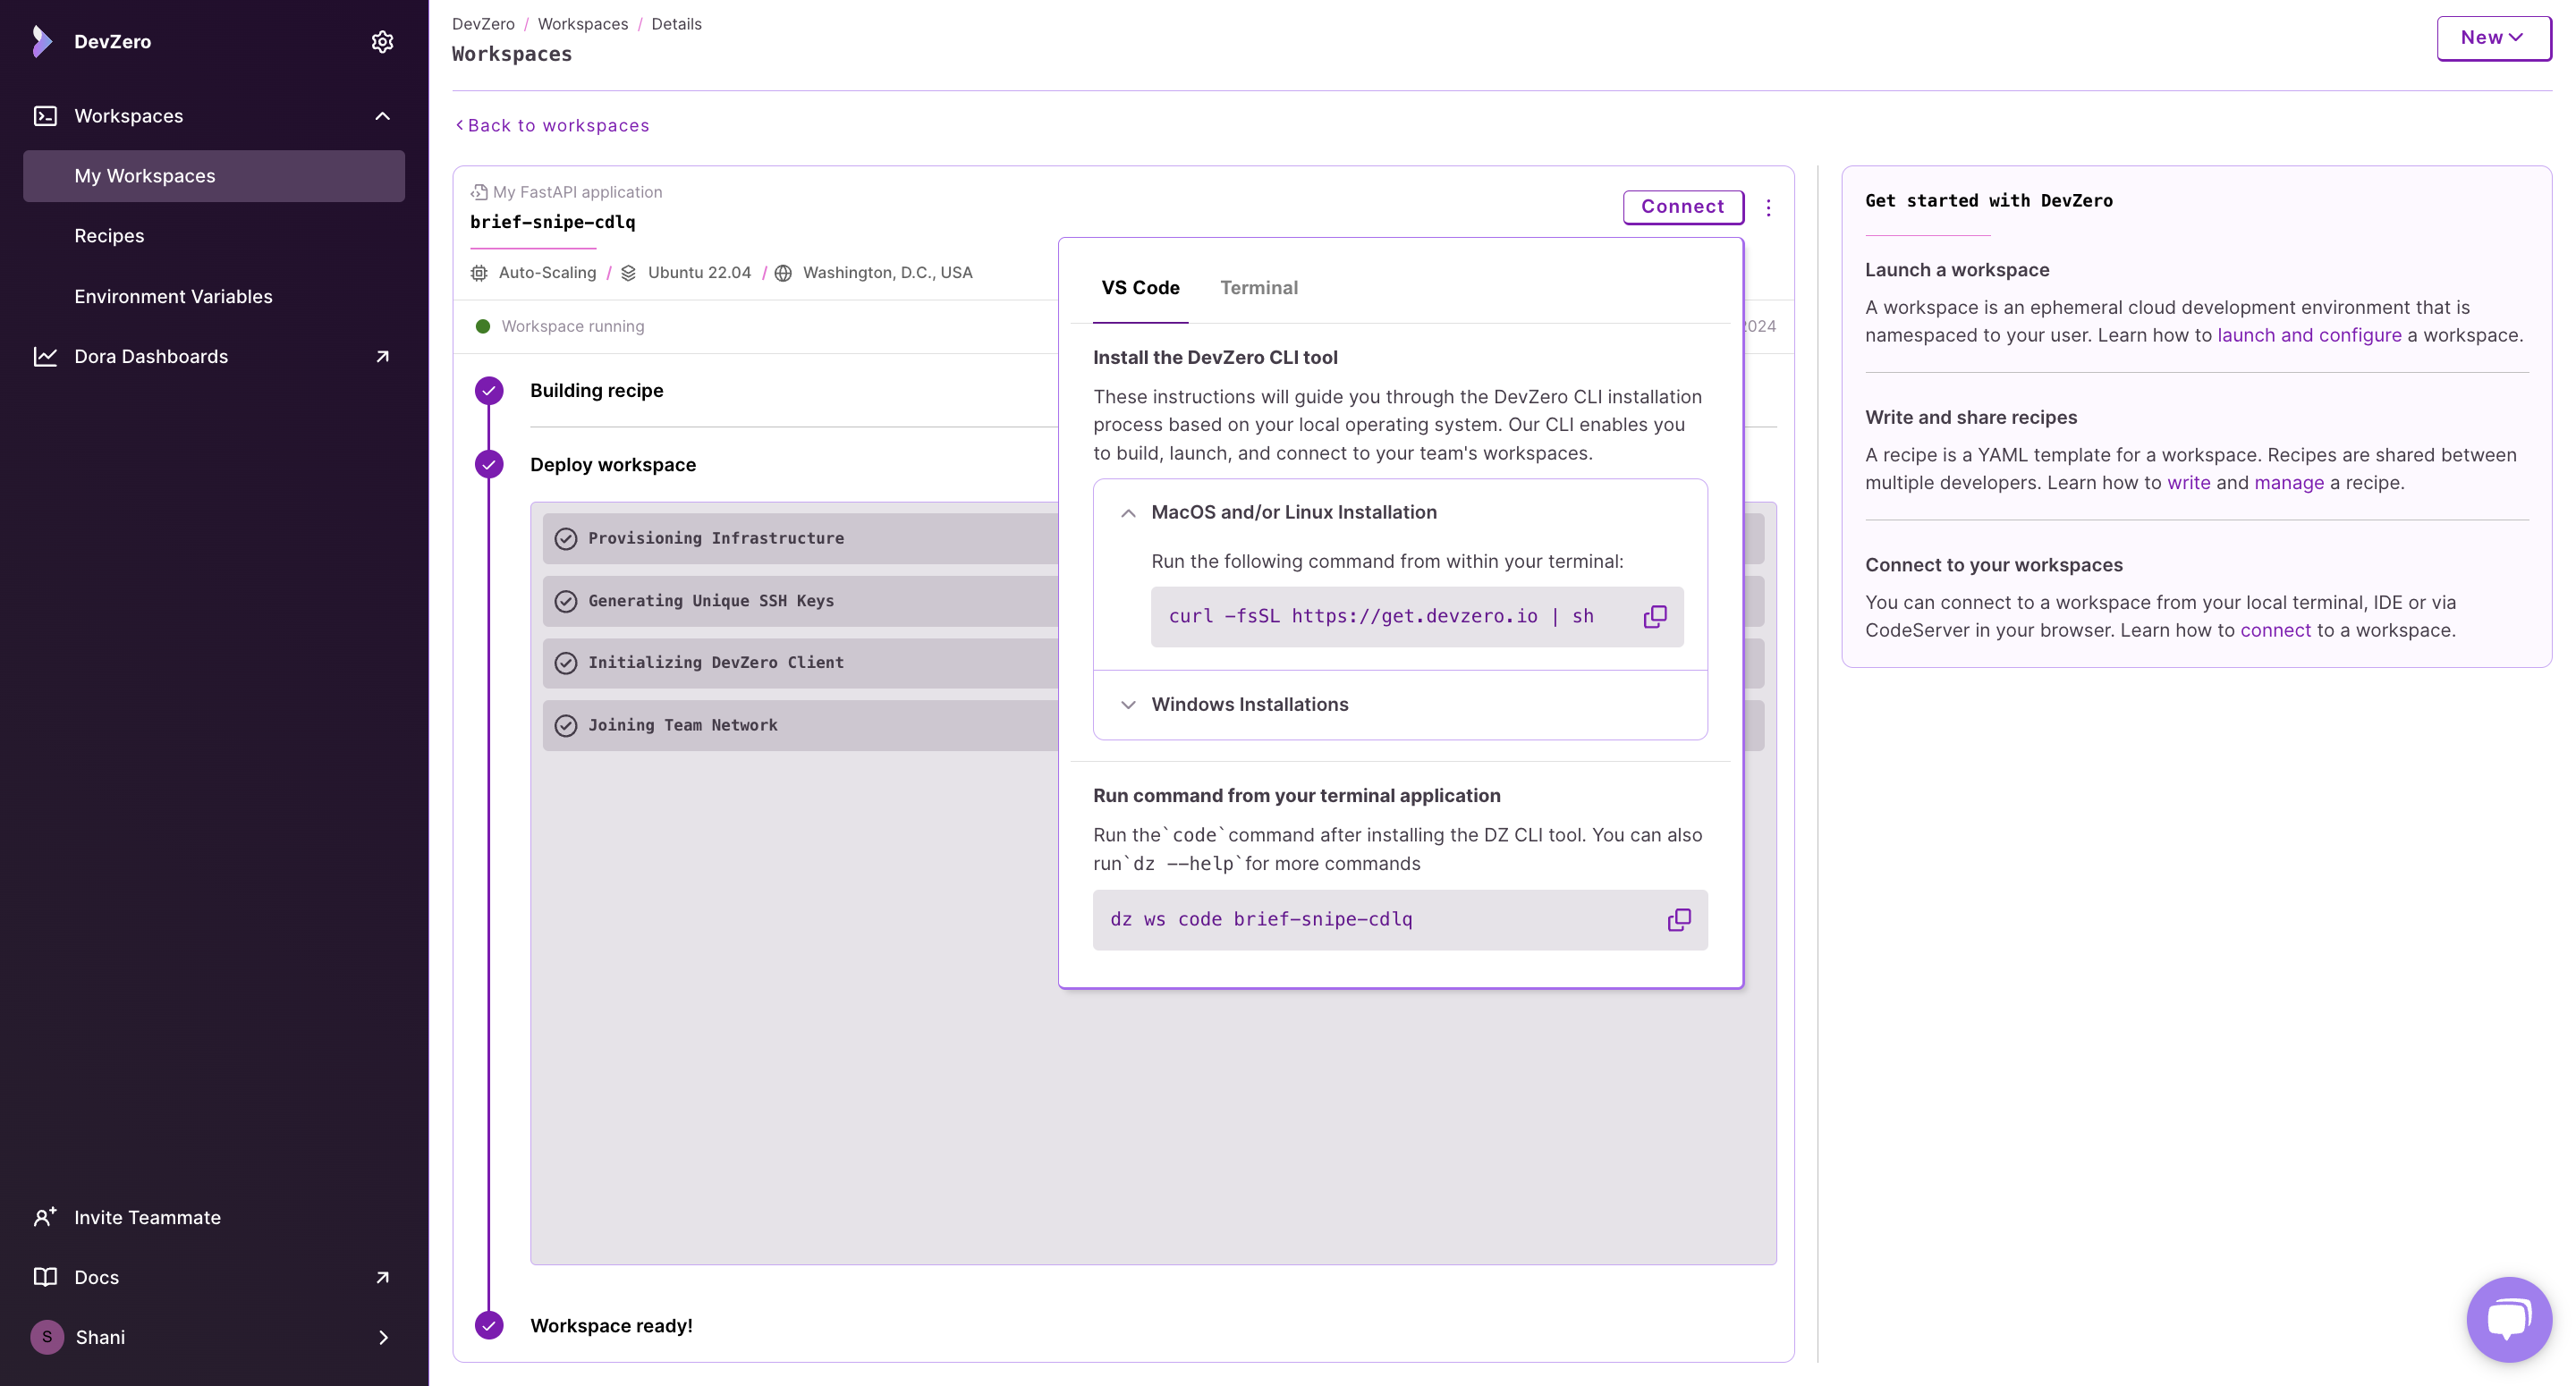 DevZero
Workspaces
My Workspaces
Recipes
Environment Variables
Dora Dashboards
Invite Teammate
Docs
S
Shani
DevZero / Workspaces / Details
Workspaces
New
Back to workspaces
My FastAPI application
brief-snipe-cdlq
Connect
Auto-Scaling / Ubuntu 22.04 / Washington, D.C., USA
Workspace running
2024
Building recipe
Deploy workspace
Provisioning Infrastructure
Generating Unique SSH Keys
Initializing DevZero Client
Joining Team Network
Workspace ready!
VS Code
Terminal
Install the DevZero CLI tool
These instructions will guide you through the DevZero CLI installation
process based on your local operating system. Our CLI enables you
to build, launch, and connect to your team's workspaces.
MacOS and/or Linux Installation
Run the following command from within your terminal:
curl -fsSL https://get.devzero.io | sh
Windows Installations
Run command from your terminal application
Run the`code`command after installing the DZ CLI tool. You can also
run`dz --help`for more commands
dz ws code brief-snipe-cdlq
Get started with DevZero
Launch a workspace
A workspace is an ephemeral cloud development environment that is
namespaced to your user. Learn how to launch and configure a workspace.
Write and share recipes
A recipe is a YAML template for a workspace. Recipes are shared between
multiple developers. Learn how to write and manage a recipe.
Connect to your workspaces
You can connect to a workspace from your local terminal, IDE or via
CodeServer in your browser. Learn how to connect to a workspace.